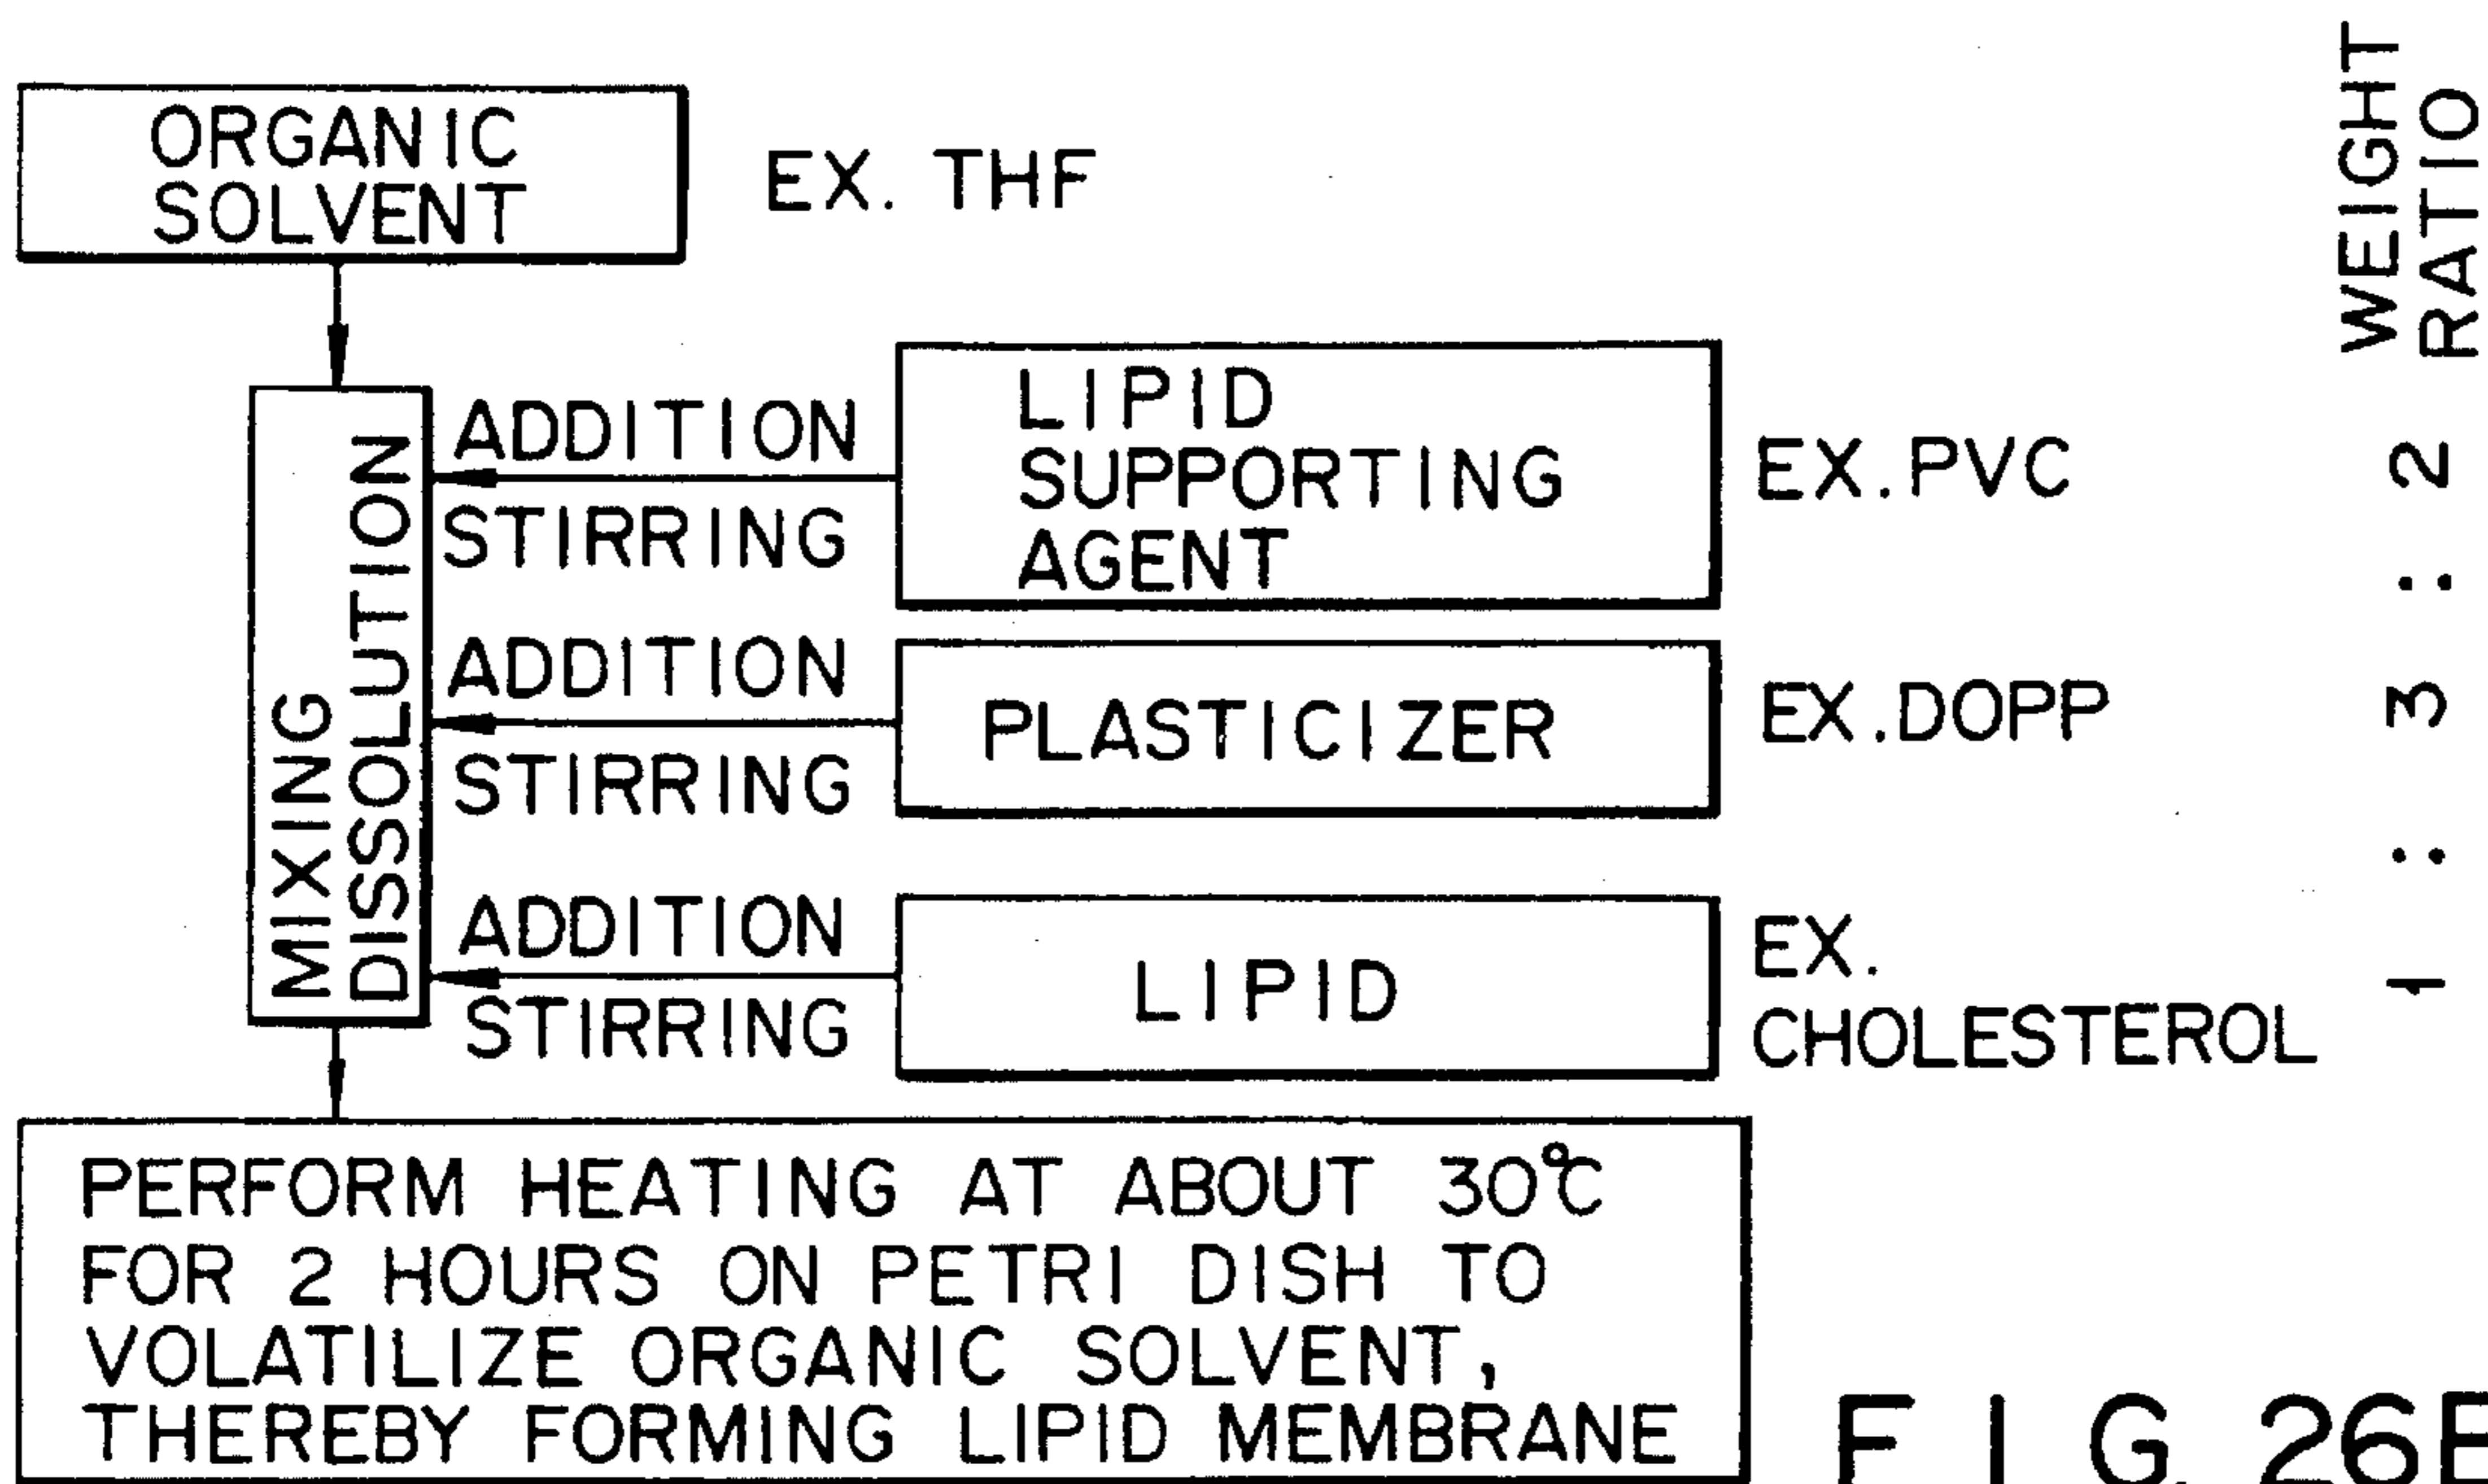 ORGANIC
SOLVENT
EX. THF
WEIGHT
RATIO
MIXING
DISSOLUTION
ADDITION
STIRRING
LIPID
SUPPORTING
AGENT
EX. PVC
2
:
ADDITION
STIRRING
PLASTICIZER
EX. DOPP
3
:
ADDITION
STIRRING
LIPID
EX.
CHOLESTEROL
1
PERFORM HEATING AT ABOUT 30°C
FOR 2 HOURS ON PETRI DISH TO
VOLATILIZE ORGANIC SOLVENT,
THEREBY FORMING LIPID MEMBRANE
FIG. 26